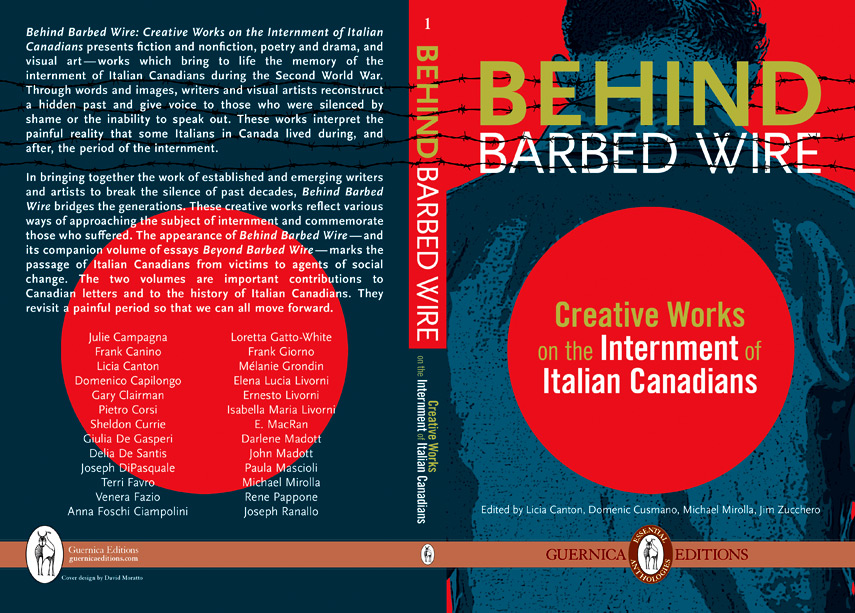 Behind Barbed Wire: Creative Works on the Internment of Italian
Canadians presents fiction and nonfiction, poetry and drama, and
visual art—works which bring to life the memory of the
internment of Italian Canadians during the Second World War.
Through words and images, writers and visual artists reconstruct
a hidden past and give voice to those who were silenced by
shame or the inability to speak out. These works interpret the
painful reality that some Italians in Canada lived during, and
after, the period of the internment.
In bringing together the work of established and emerging writers
and artists to break the silence of past decades, Behind Barbed
Wire bridges the generations. These creative works reflect various
ways of approaching the subject of internment and commemorate
those who suffered. The appearance of Behind Barbed Wire—and
its companion volume of essays Beyond Barbed Wire—marks the
passage of Italian Canadians from victims to agents of social
change. The two volumes are important contributions to
Canadian letters and to the history of Italian Canadians. They
revisit a painful period so that we can all move forward.
Julie Campagna
Frank Canino
Licia Canton
Domenico Capilongo
Gary Clairman
Pietro Corsi
Sheldon Currie
Giulia De Gasperi
Delia De Santis
Joseph DiPasquale
Terri Favro
Venera Fazio
Anna Foschi Ciampolini
Loretta Gatto-White
Frank Giorno
Mélanie Grondin
Elena Lucia Livorni
Ernesto Livorni
Isabella Maria Livorni
E. MacRan
Darlene Madott
John Madott
Paula Mascioli
Michael Mirolla
Rene Pappone
Joseph Ranallo
Guernica Editions
guernicaeditions.com
Cover design by David Moratto
1
BEHIND BARBED WIRE
Creative Works
on the Internment of Italian Canadians
BEHIND
BARBED WIRE
Creative Works
on the Internment of
Italian Canadians
Edited by Licia Canton, Domenic Cusmano, Michael Mirolla, Jim Zucchero
GUERNICA EDITIONS
ESSENTIAL
ANTHOLOGIES